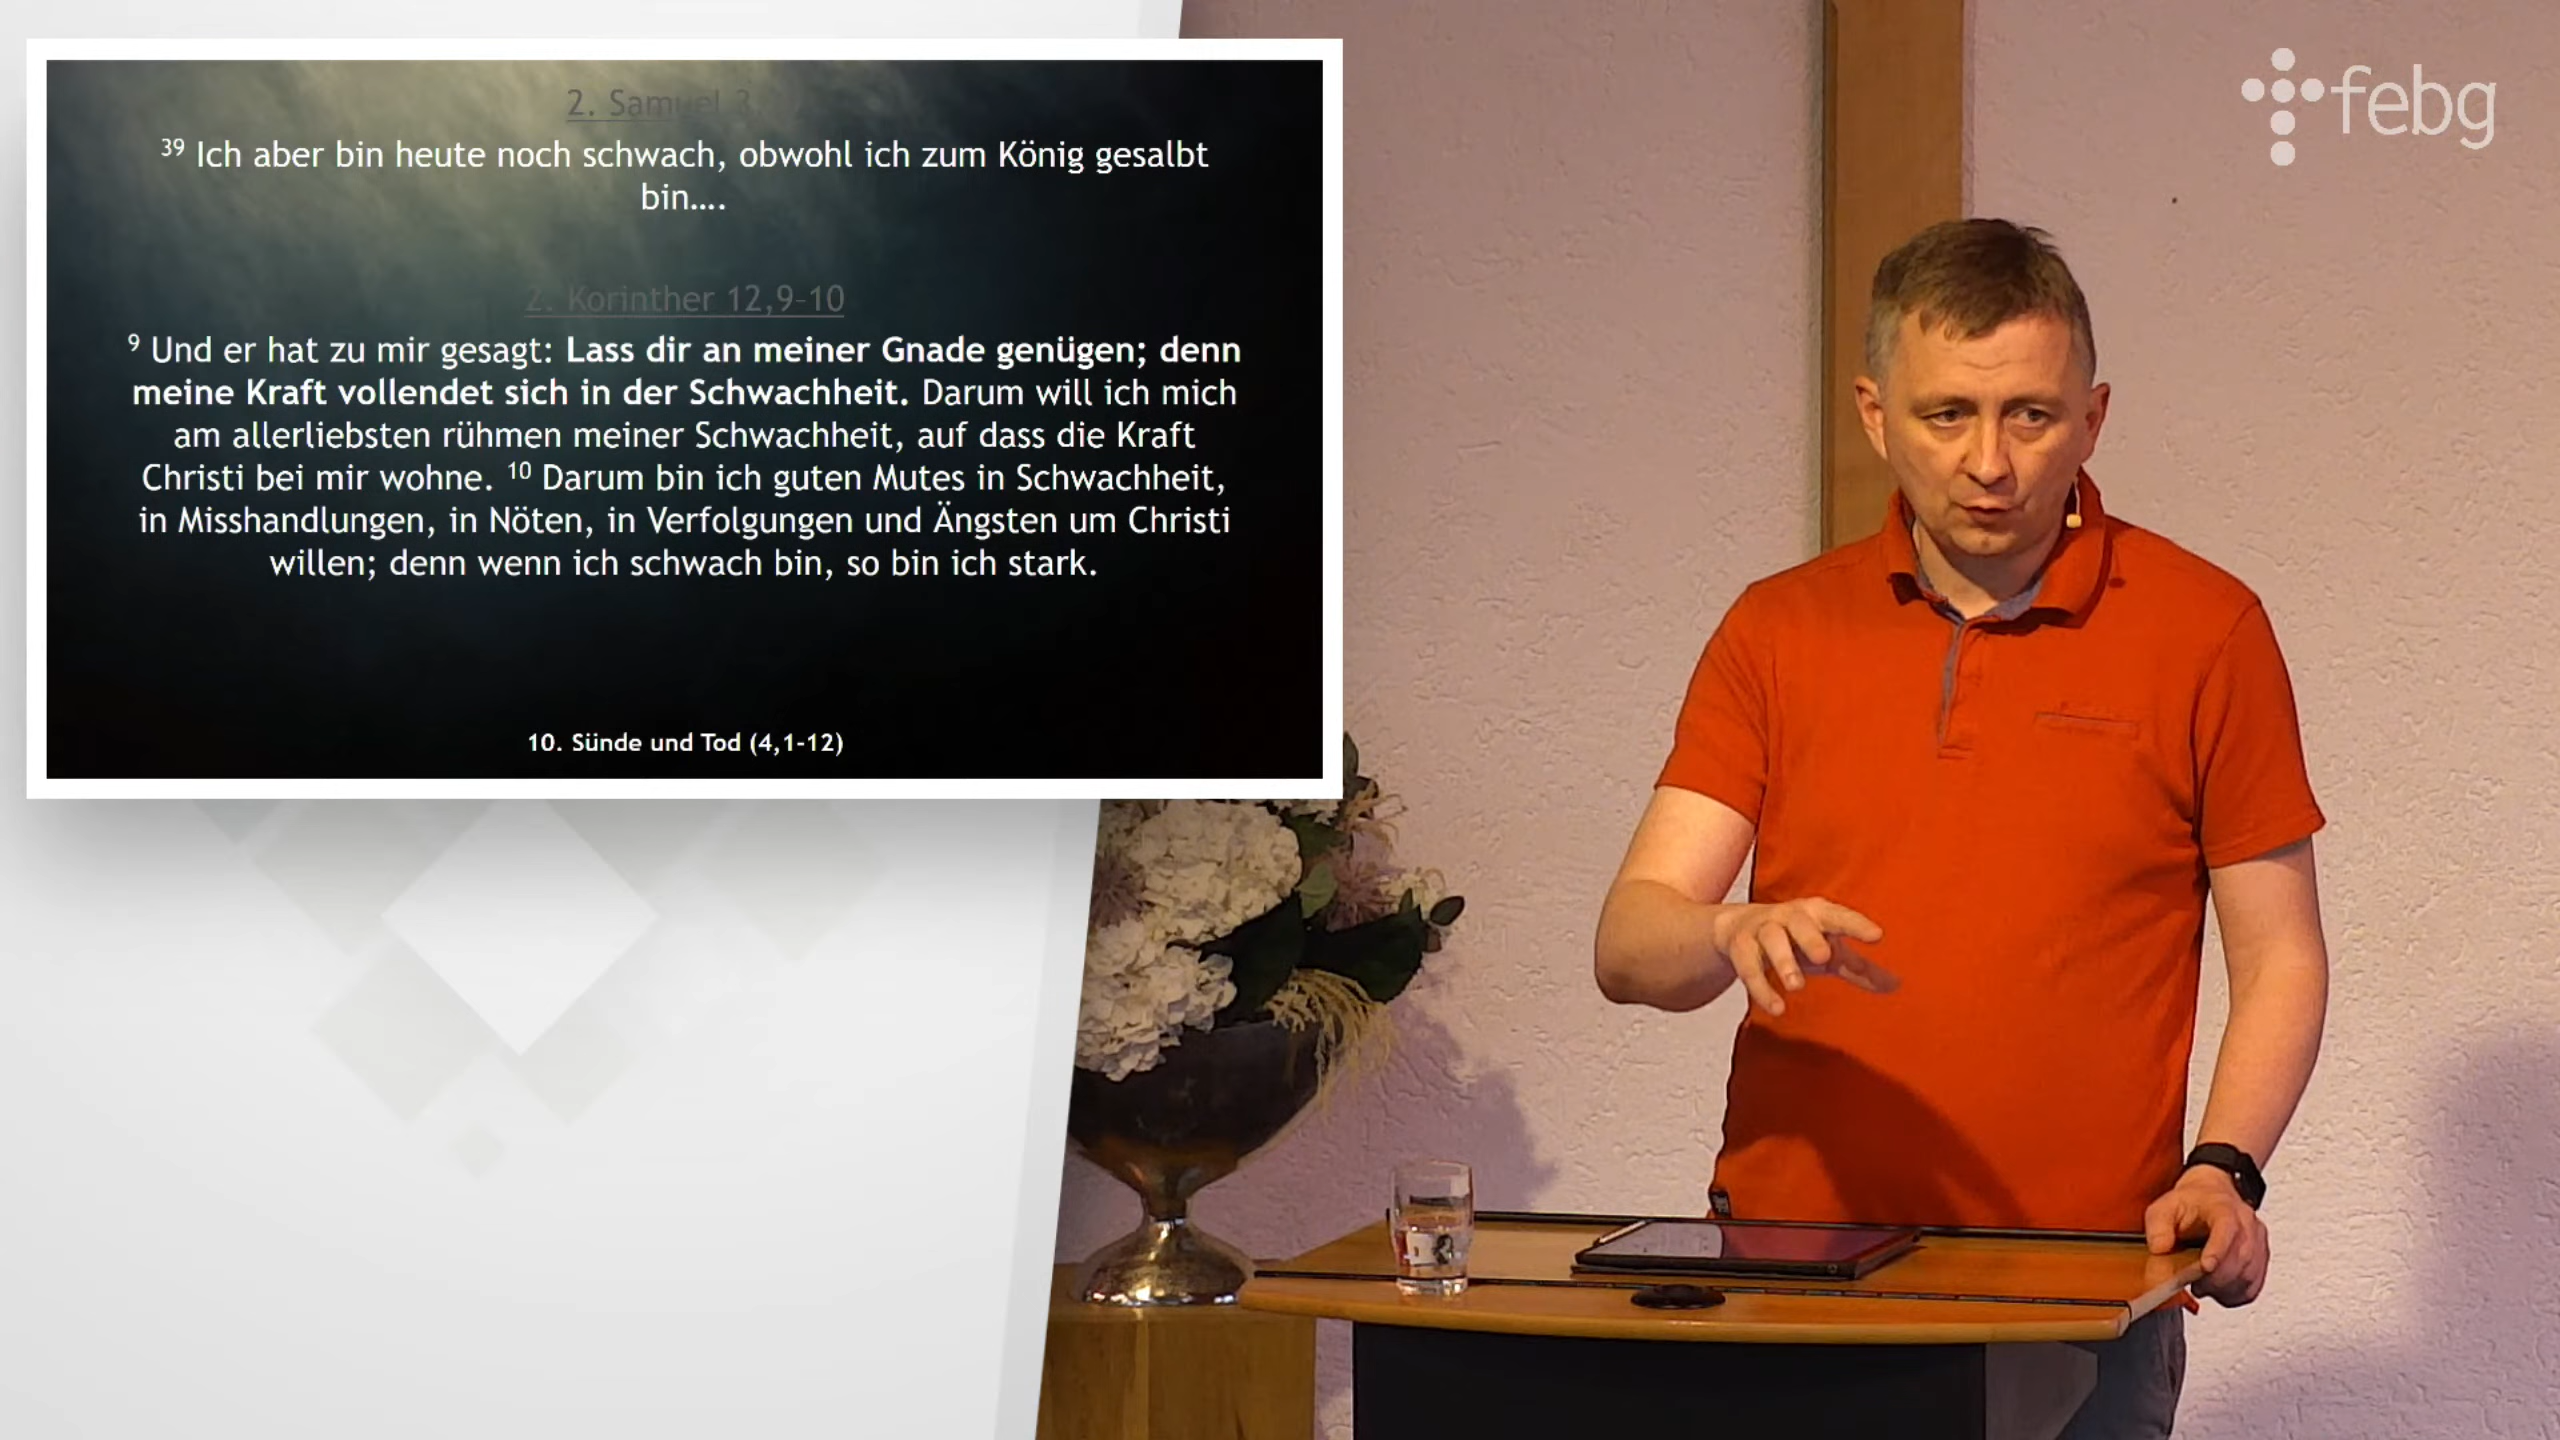 2. Samuel 3,
39 Ich aber bin heute noch schwach, obwohl ich zum König gesalbt
bin....
2. Korinther 12,9-10
9 Und er hat zu mir gesagt: Lass dir an meiner Gnade genügen; denn
meine Kraft vollendet sich in der Schwachheit. Darum will ich mich
am allerliebsten rühmen meiner Schwachheit, auf dass die Kraft
Christi bei mir wohne. 10 Darum bin ich guten Mutes in Schwachheit,
in Misshandlungen, in Nöten, in Verfolgungen und Ängsten um Christi
willen; denn wenn ich schwach bin, so bin ich stark.
10. Sünde und Tod (4,1-12)
febg